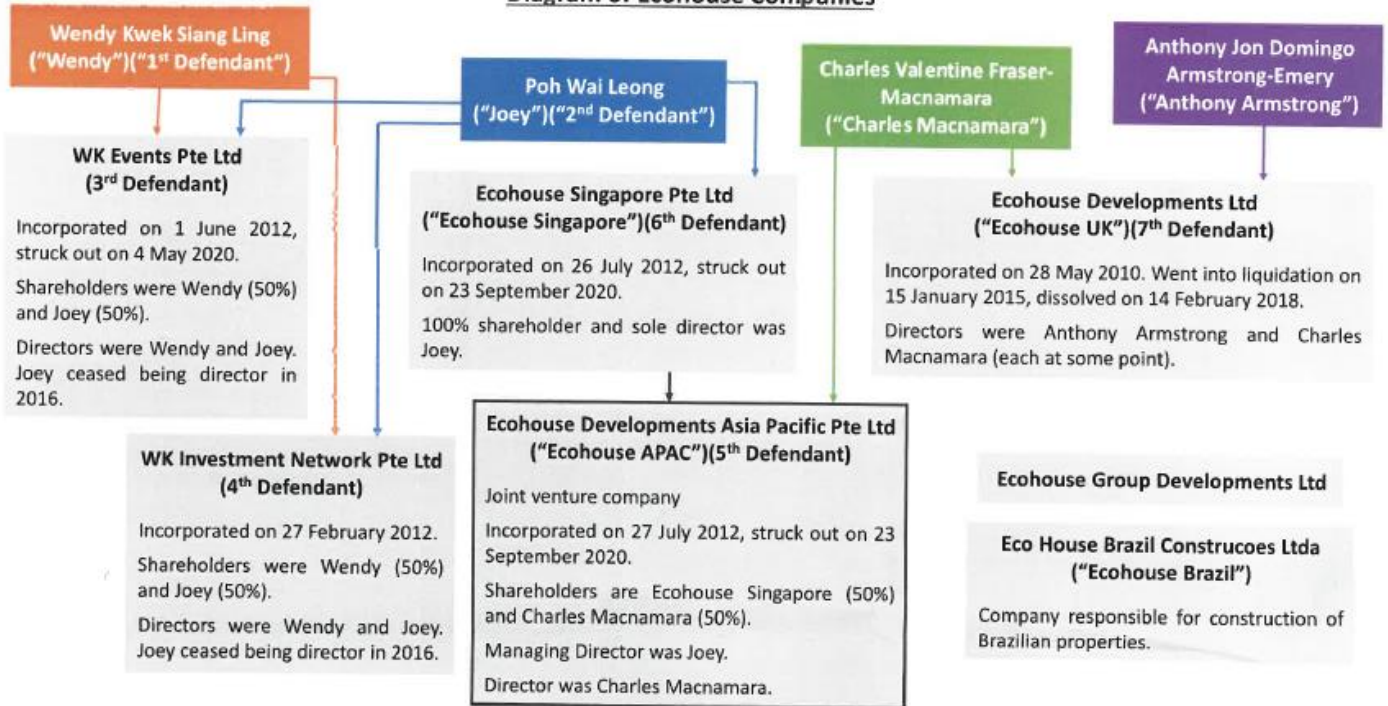 Diagram of Ecohouse Companies
Wendy Kwek Siang Ling
("Wendy")("1st Defendant")
Poh Wai Leong
("Joey")("2nd Defendant")
Charles Valentine Fraser-
Macnamara
("Charles Macnamara")
Anthony Jon Domingo
Armstrong-Emery
("Anthony Armstrong")
WK Events Pte Ltd
(3rd Defendant)
Incorporated on 1 June 2012,
struck out on 4 May 2020.
Shareholders were Wendy (50%)
and Joey (50%).
Directors were Wendy and Joey.
Joey ceased being director in
2016.
Ecohouse Singapore Pte Ltd
("Ecohouse Singapore")(6th Defendant)
Incorporated on 26 July 2012, struck out
on 23 September 2020.
100% shareholder and sole director was
Joey.
Ecohouse Developments Ltd
("Ecohouse UK")(7th Defendant)
Incorporated on 28 May 2010. Went into liquidation on
15 January 2015, dissolved on 14 February 2018.
Directors were Anthony Armstrong and Charles
Macnamara (each at some point).
WK Investment Network Pte Ltd
(4th Defendant)
Incorporated on 27 February 2012.
Shareholders were Wendy (50%)
and Joey (50%).
Directors were Wendy and Joey.
Joey ceased being director in 2016.
Ecohouse Developments Asia Pacific Pte Ltd
("Ecohouse APAC")(5th Defendant)
Joint venture company
Incorporated on 27 July 2012, struck out on 23
September 2020.
Shareholders are Ecohouse Singapore (50%)
and Charles Macnamara (50%).
Managing Director was Joey.
Director was Charles Macnamara.
Ecohouse Group Developments Ltd
Eco House Brazil Construcoes Ltda
("Ecohouse Brazil")
Company responsible for construction of
Brazilian properties.